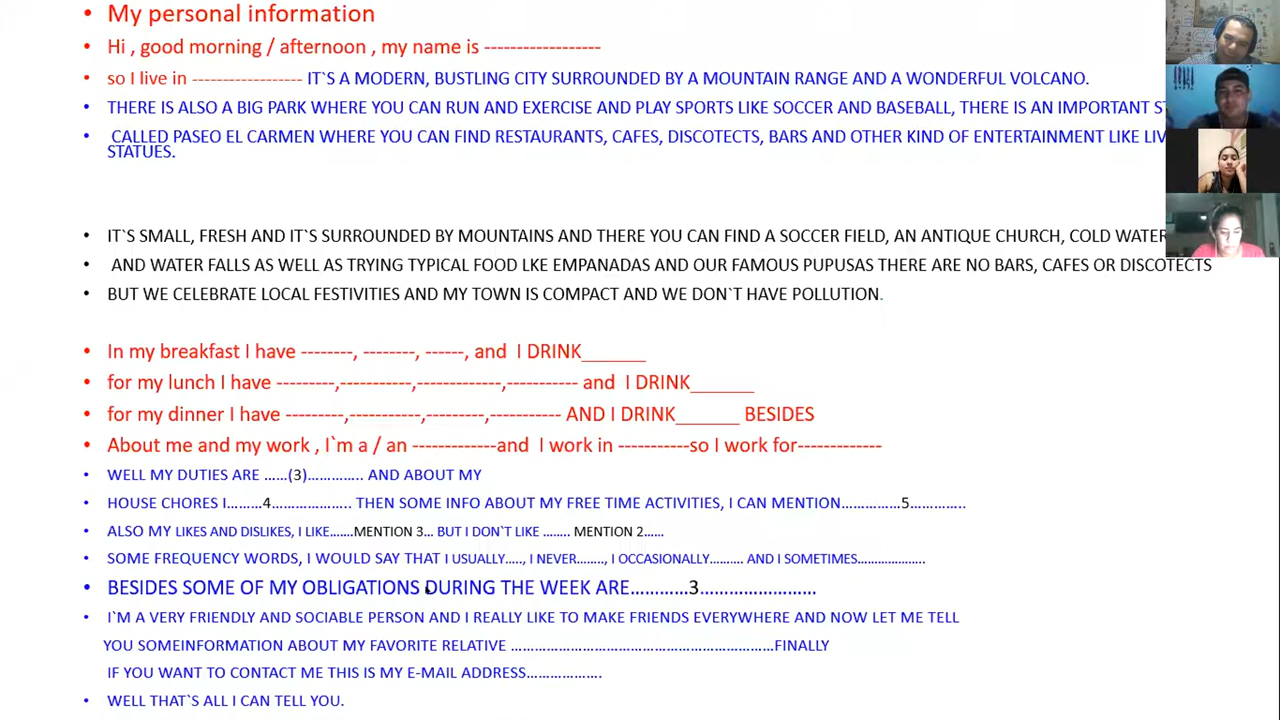 • My personal information
• Hi , good morning / afternoon , my name is ------------------
• so I live in ------------------ IT`S A MODERN, BUSTLING CITY SURROUNDED BY A MOUNTAIN RANGE AND A WONDERFUL VOLCANO.
• THERE IS ALSO A BIG PARK WHERE YOU CAN RUN AND EXERCISE AND PLAY SPORTS LIKE SOCCER AND BASEBALL, THERE IS AN IMPORTANT
• CALLED PASEO EL CARMEN WHERE YOU CAN FIND RESTAURANTS, CAFES, DISCOTECTS, BARS AND OTHER KIND OF ENTERTAINMENT LIKE
STATUES.
• IT`S SMALL, FRESH AND IT`S SURROUNDED BY MOUNTAINS AND THERE YOU CAN FIND A SOCCER FIELD, AN ANTIQUE CHURCH, COLD WATER
• AND WATER FALLS AS WELL AS TRYING TYPICAL FOOD LKE EMPANADAS AND OUR FAMOUS PUPUSAS THERE ARE NO BARS, CAFES OR DISCOTECTS
• BUT WE CELEBRATE LOCAL FESTIVITIES AND MY TOWN IS COMPACT AND WE DON`T HAVE POLLUTION.
• In my breakfast I have --------, --------, ------, and I DRINK______
• for my lunch I have ---------,-----------,-------------,----------- and I DRINK______
• for my dinner I have ---------,-----------,---------,----------- AND I DRINK______ BESIDES
• About me and my work , I`m a / an -------------and I work in -----------so I work for-------------
• WELL MY DUTIES ARE ……(3)………….. AND ABOUT MY
• HOUSE CHORES I………4………………….. THEN SOME INFO ABOUT MY FREE TIME ACTIVITIES, I CAN MENTION……………5…………..
• ALSO MY LIKES AND DISLIKES, I LIKE…….MENTION 3… BUT I DON`T LIKE …….. MENTION 2……
• SOME FREQUENCY WORDS, I WOULD SAY THAT I USUALLY….., I NEVER…….., I OCCASIONALLY………. AND I SOMETIMES………………..
• BESIDES SOME OF MY OBLIGATIONS DURING THE WEEK ARE…………3……………………
• I`M A VERY FRIENDLY AND SOCIABLE PERSON AND I REALLY LIKE TO MAKE FRIENDS EVERYWHERE AND NOW LET ME TELL
YOU SOMEINFORMATION ABOUT MY FAVORITE RELATIVE ……………………………………………………FINALLY
IF YOU WANT TO CONTACT ME THIS IS MY E-MAIL ADDRESS……………….
• WELL THAT`S ALL I CAN TELL YOU.